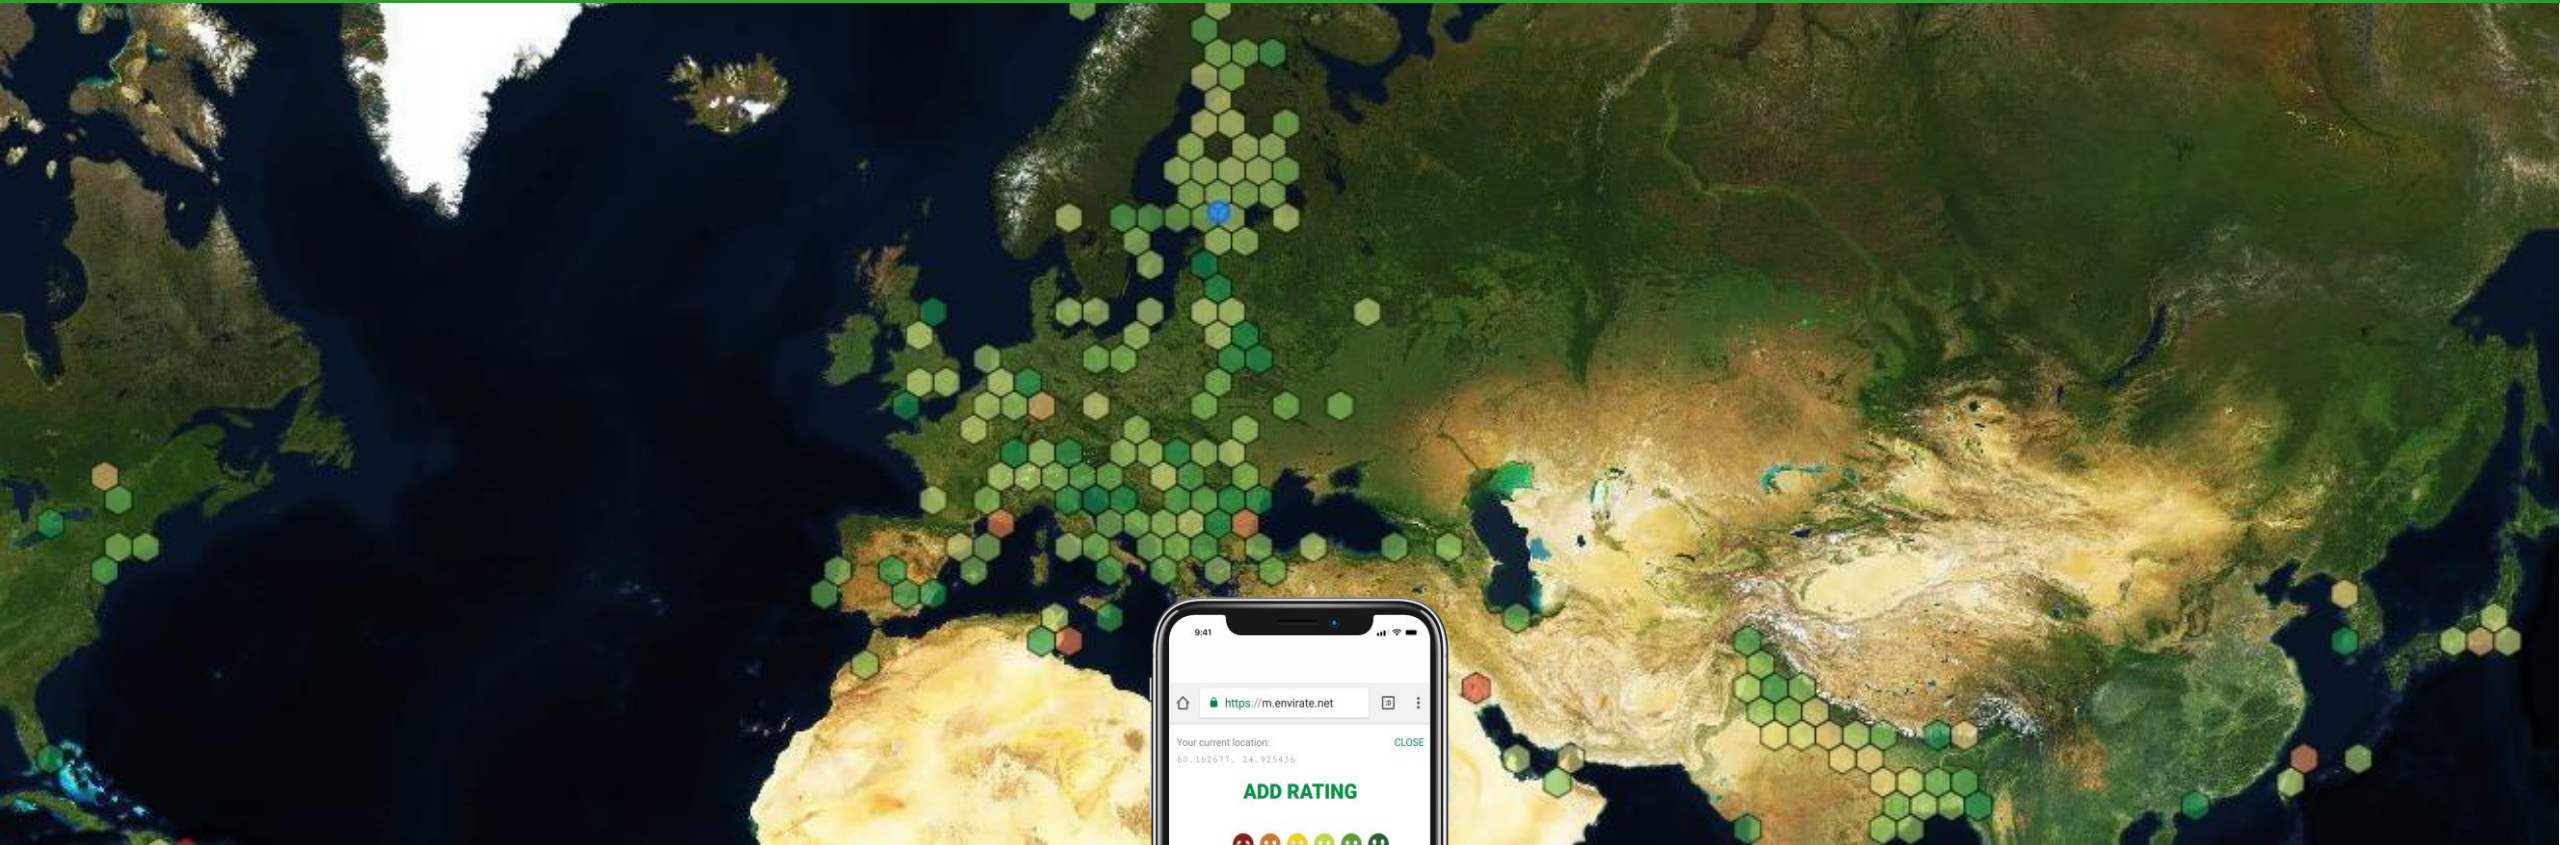 9:41
https://m.envirate.net
Your current location:
CLOSE
60.162677, 24.925436
ADD RATING